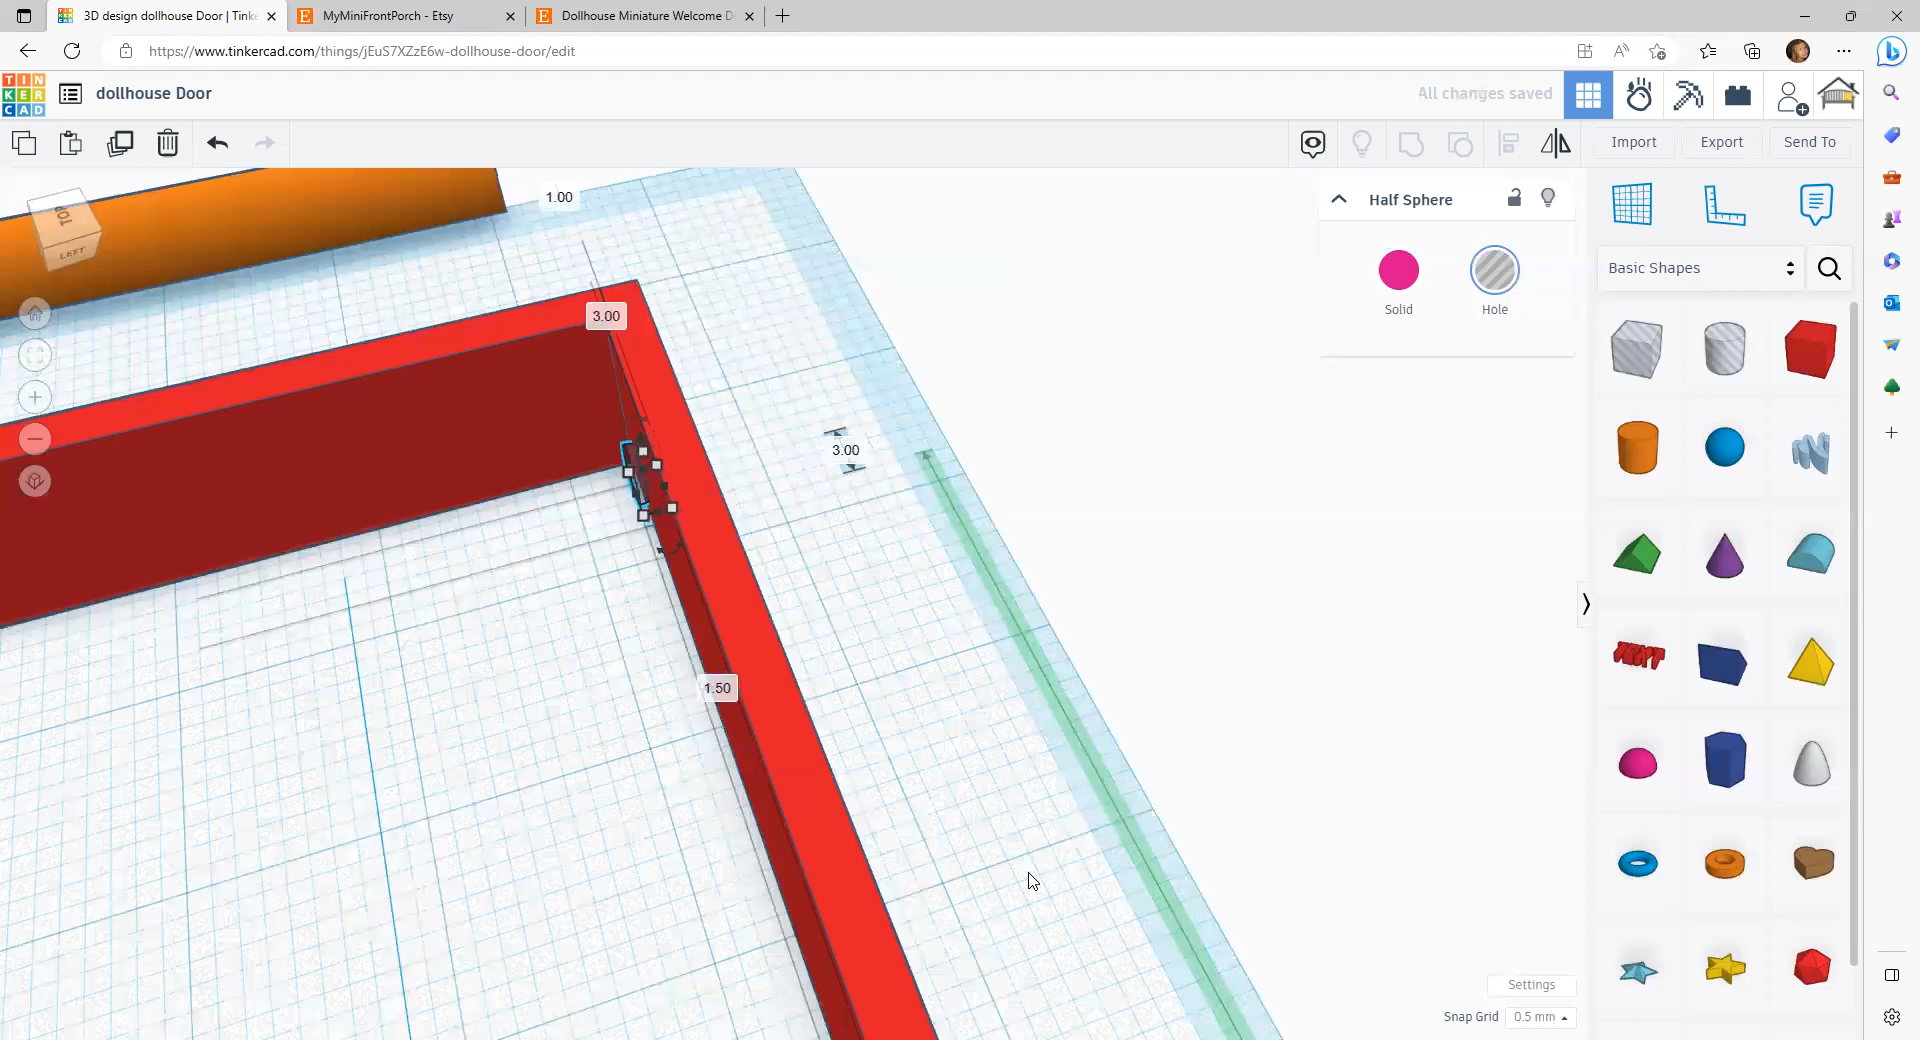 3D design dollhouse Door | Tinke
MyMiniFrontPorch - Etsy
Dollhouse Miniature Welcome D
https://www.tinkercad.com/things/jEuS7XZzE6w-dollhouse-door/edit
TIN
KER
CAD
dollhouse Door
All changes saved
Import
Export
Send To
TOP
LEFT
1.00
3.00
3.00
1.50
Half Sphere
Solid
Hole
Basic Shapes
TEXT
Settings
Snap Grid
0.5 mm